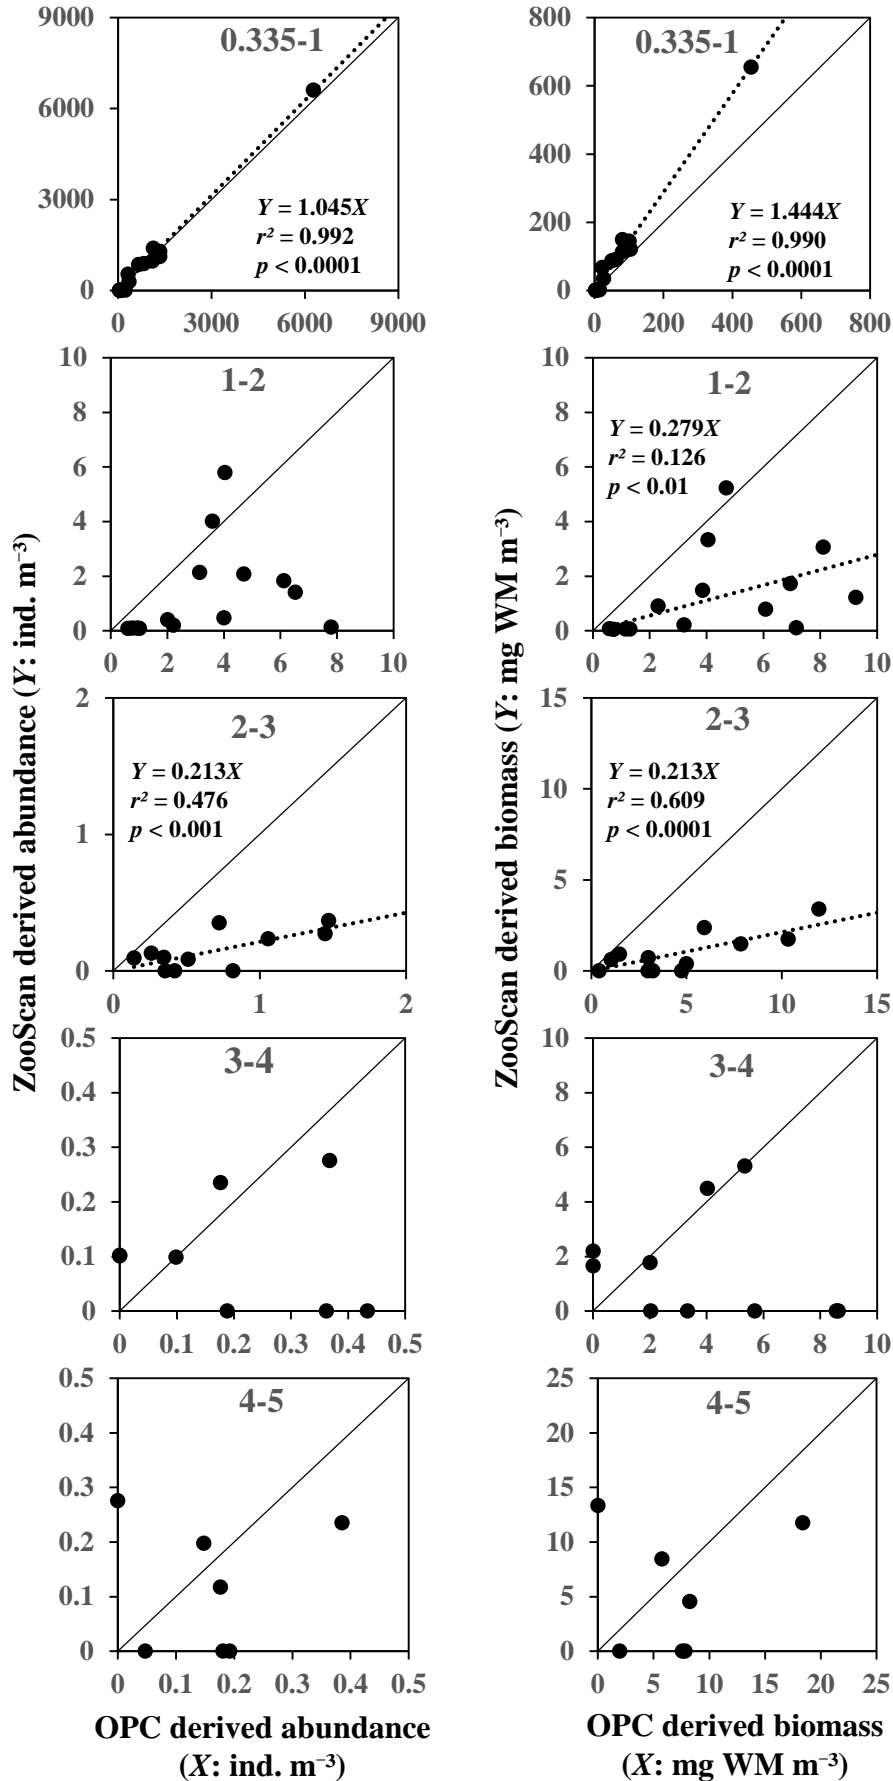 9000
6000
3000
0
0 3000 6000 9000
0.335-1
Y = 1.045X
r² = 0.992
p < 0.0001
800
600
400
200
0
0 200 400 600 800
0.335-1
Y = 1.444X
r² = 0.990
p < 0.0001
10
8
6
4
2
0
0 2 4 6 8 10
1-2
10
8
6
4
2
0
0 2 4 6 8 10
1-2
Y = 0.279X
r² = 0.126
p < 0.01
2
1
0
0 1 2
2-3
Y = 0.213X
r² = 0.476
p < 0.001
15
10
5
0
0 5 10 15
2-3
Y = 0.213X
r² = 0.609
p < 0.0001
0.5
0.4
0.3
0.2
0.1
0
0 0.1 0.2 0.3 0.4 0.5
3-4
10
8
6
4
2
0
0 2 4 6 8 10
3-4
0.5
0.4
0.3
0.2
0.1
0
0 0.1 0.2 0.3 0.4 0.5
4-5
25
20
15
10
5
0
0 5 10 15 20 25
4-5
ZooScan derived abundance (Y: ind. m⁻³)
ZooScan derived biomass (Y: mg WM m⁻³)
OPC derived abundance
(X: ind. m⁻³)
OPC derived biomass
(X: mg WM m⁻³)